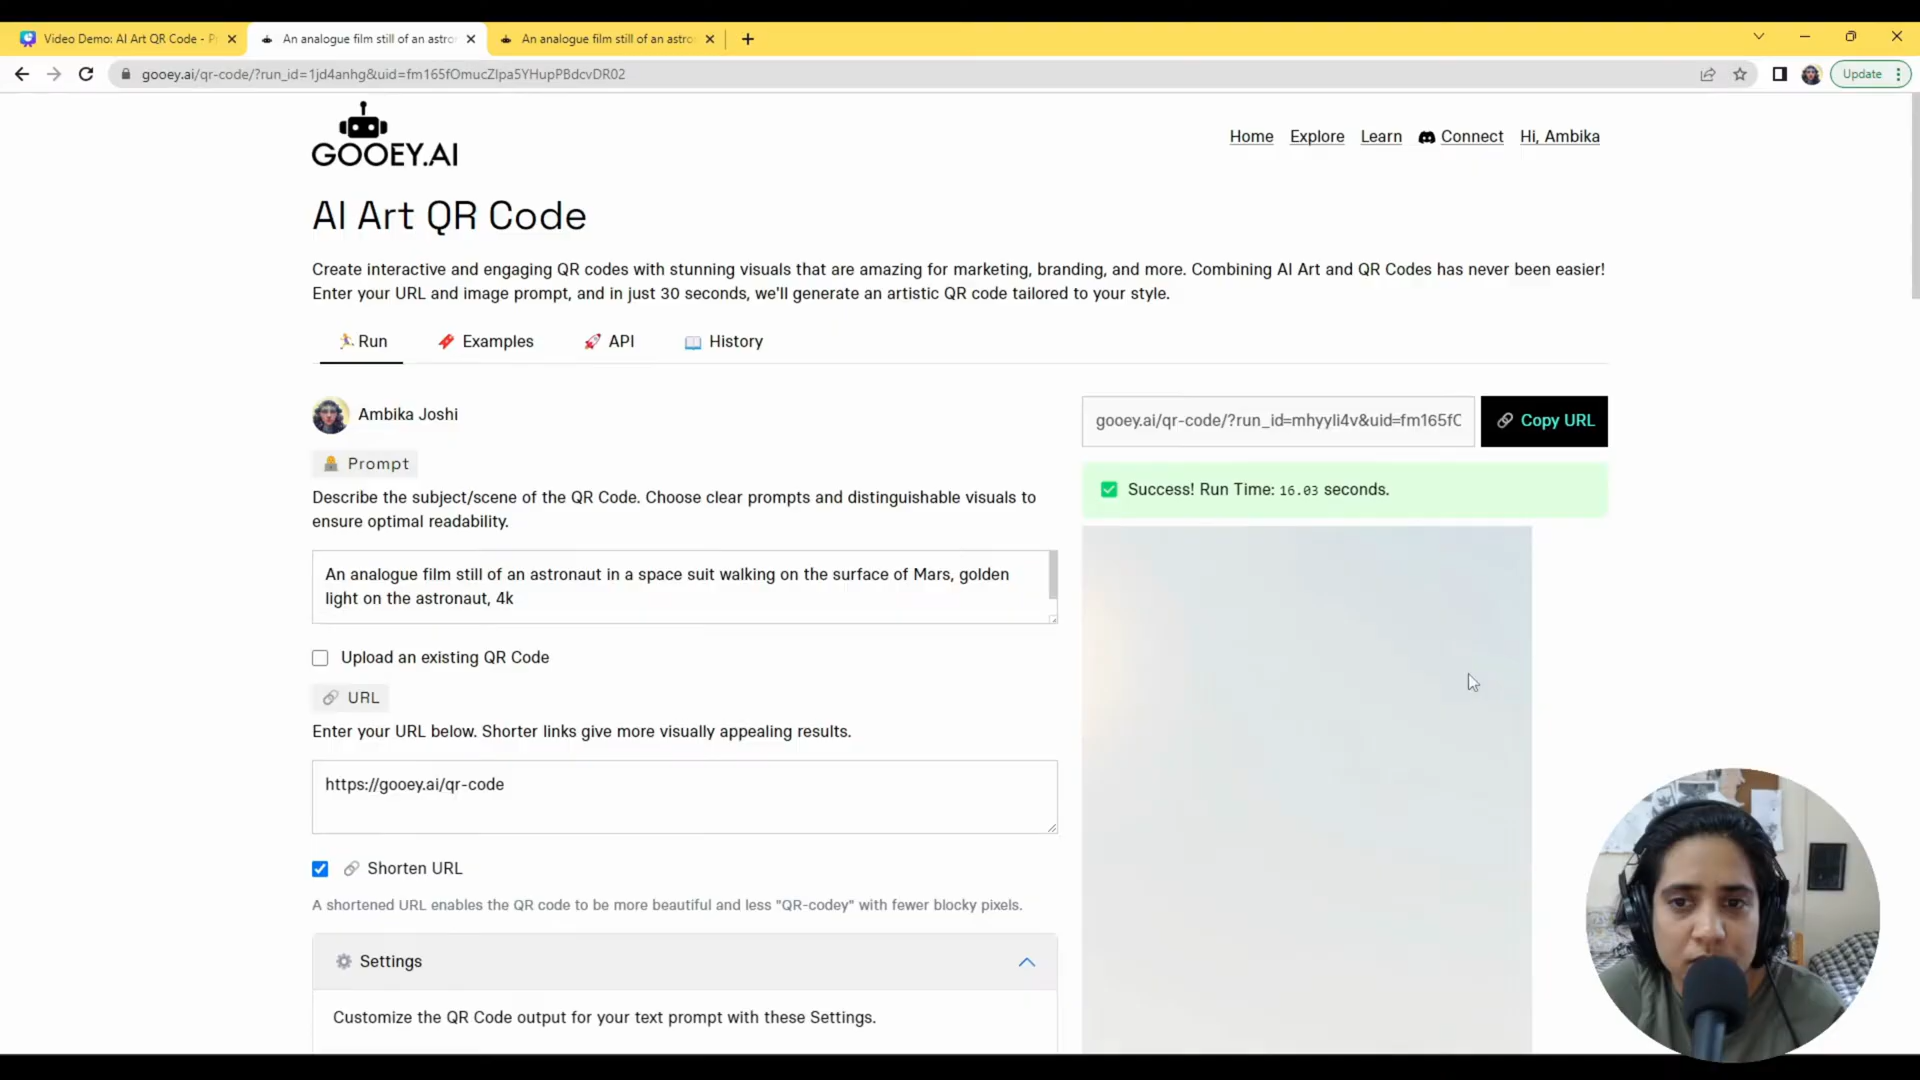 Video Demo: AI Art QR Code - P
An analogue film still of an astro
An analogue film still of an astro
gooey.ai/qr-code/?run_id=1jd4anhg&uid=fm165fOmucZIpa5YHupPBdcvDR02
Update
GOOEY.AI
Home
Explore
Learn
Connect
Hi, Ambika
AI Art QR Code
Create interactive and engaging QR codes with stunning visuals that are amazing for marketing, branding, and more. Combining AI Art and QR Codes has never been easier!
Enter your URL and image prompt, and in just 30 seconds, we'll generate an artistic QR code tailored to your style.
Run
Examples
API
History
Ambika Joshi
gooey.ai/qr-code/?run_id=mhyyli4v&uid=fm165fC
Copy URL
Prompt
Success! Run Time: 16.03 seconds.
Describe the subject/scene of the QR Code. Choose clear prompts and distinguishable visuals to
ensure optimal readability.
An analogue film still of an astronaut in a space suit walking on the surface of Mars, golden
light on the astronaut, 4k
Upload an existing QR Code
URL
Enter your URL below. Shorter links give more visually appealing results.
https://gooey.ai/qr-code
Shorten URL
A shortened URL enables the QR code to be more beautiful and less "QR-codey" with fewer blocky pixels.
Settings
Customize the QR Code output for your text prompt with these Settings.